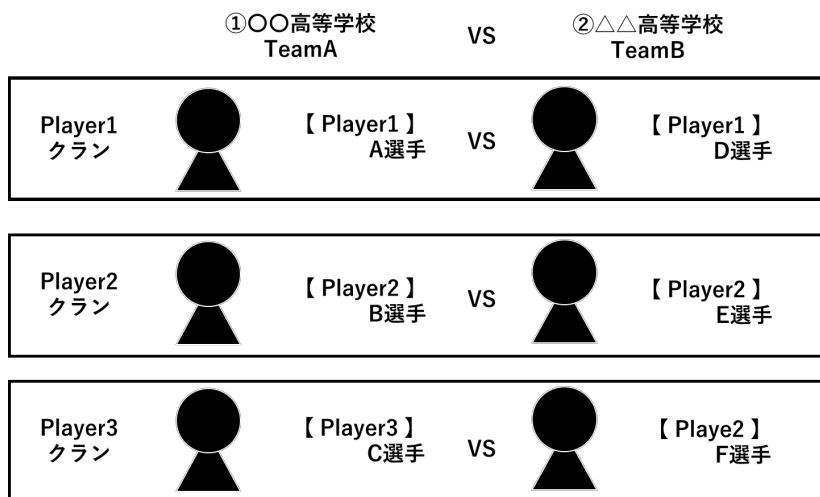 ①〇〇高等学校 VS ②△△高等学校
TeamA TeamB
Player1 【 Player1 】 VS 【 Player1 】
クラン A選手 D選手
Player2 【 Player2 】 VS 【 Player2 】
クラン B選手 E選手
Player3 【 Player3 】 VS 【 Playe2 】
クラン C選手 F選手